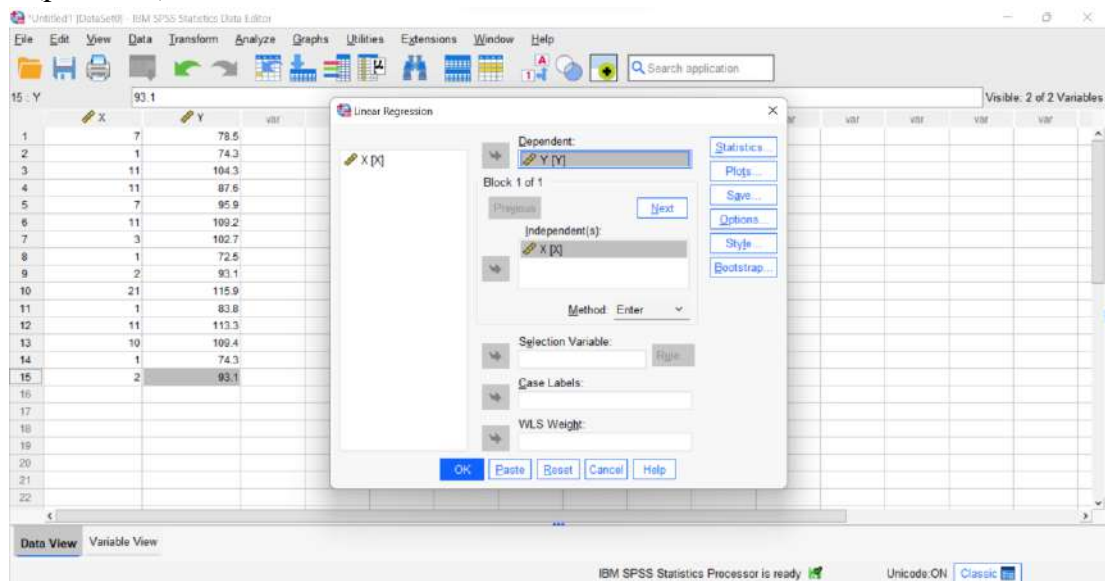 *Untitled1 [DataSet0] - IBM SPSS Statistics Data Editor
File Edit View Data Transform Analyze Graphs Utilities Extensions Window Help
Search application
15 : Y 93.1 Visible: 2 of 2 Variables
X Y var var var var var var
1 7 78.5
2 1 74.3
3 11 104.3
4 11 87.6
5 7 95.9
6 11 109.2
7 3 102.7
8 1 72.5
9 2 93.1
10 21 115.9
11 1 83.8
12 11 113.3
13 10 109.4
14 1 74.3
15 2 93.1
16
17
18
19
20
21
22
Linear Regression
X [X]
Dependent:
Y [Y]
Block 1 of 1
Previous Next
Independent(s):
X [X]
Method: Enter
Selection Variable:
Rule...
Case Labels:
WLS Weight:
Statistics...
Plots...
Save...
Options...
Style...
Bootstrap...
OK Paste Reset Cancel Help
Data View Variable View
IBM SPSS Statistics Processor is ready Unicode:ON Classic